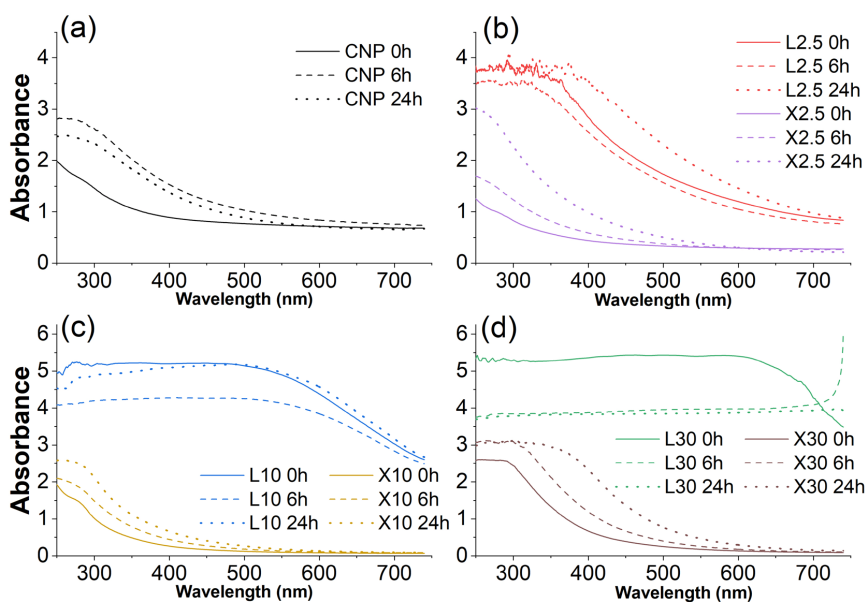 (a)
CNP 0h
CNP 6h
CNP 24h
4
3
2
1
0
Absorbance
300 400 500 600 700
Wavelength (nm)
(b)
L2.5 0h
L2.5 6h
L2.5 24h
X2.5 0h
X2.5 6h
X2.5 24h
4
3
2
1
0
300 400 500 600 700
Wavelength (nm)
(c)
6
5
4
3
2
1
0
Absorbance
L10 0h X10 0h
L10 6h X10 6h
L10 24h X10 24h
300 400 500 600 700
Wavelength (nm)
(d)
6
5
4
3
2
1
0
L30 0h X30 0h
L30 6h X30 6h
L30 24h X30 24h
300 400 500 600 700
Wavelength (nm)